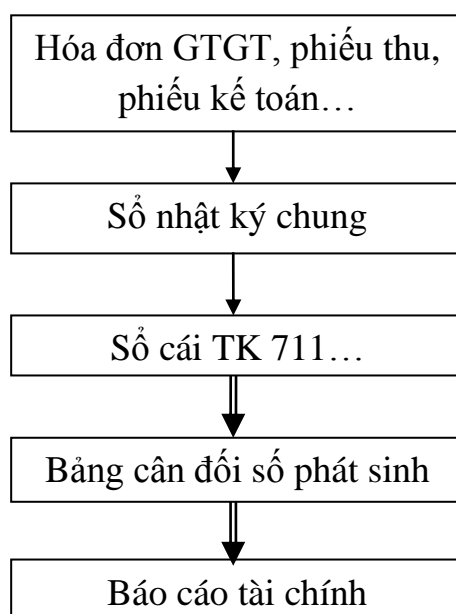 Hóa đơn GTGT, phiếu thu,
phiếu kế toán…
Sổ nhật ký chung
Sổ cái TK 711…
Bảng cân đối số phát sinh
Báo cáo tài chính